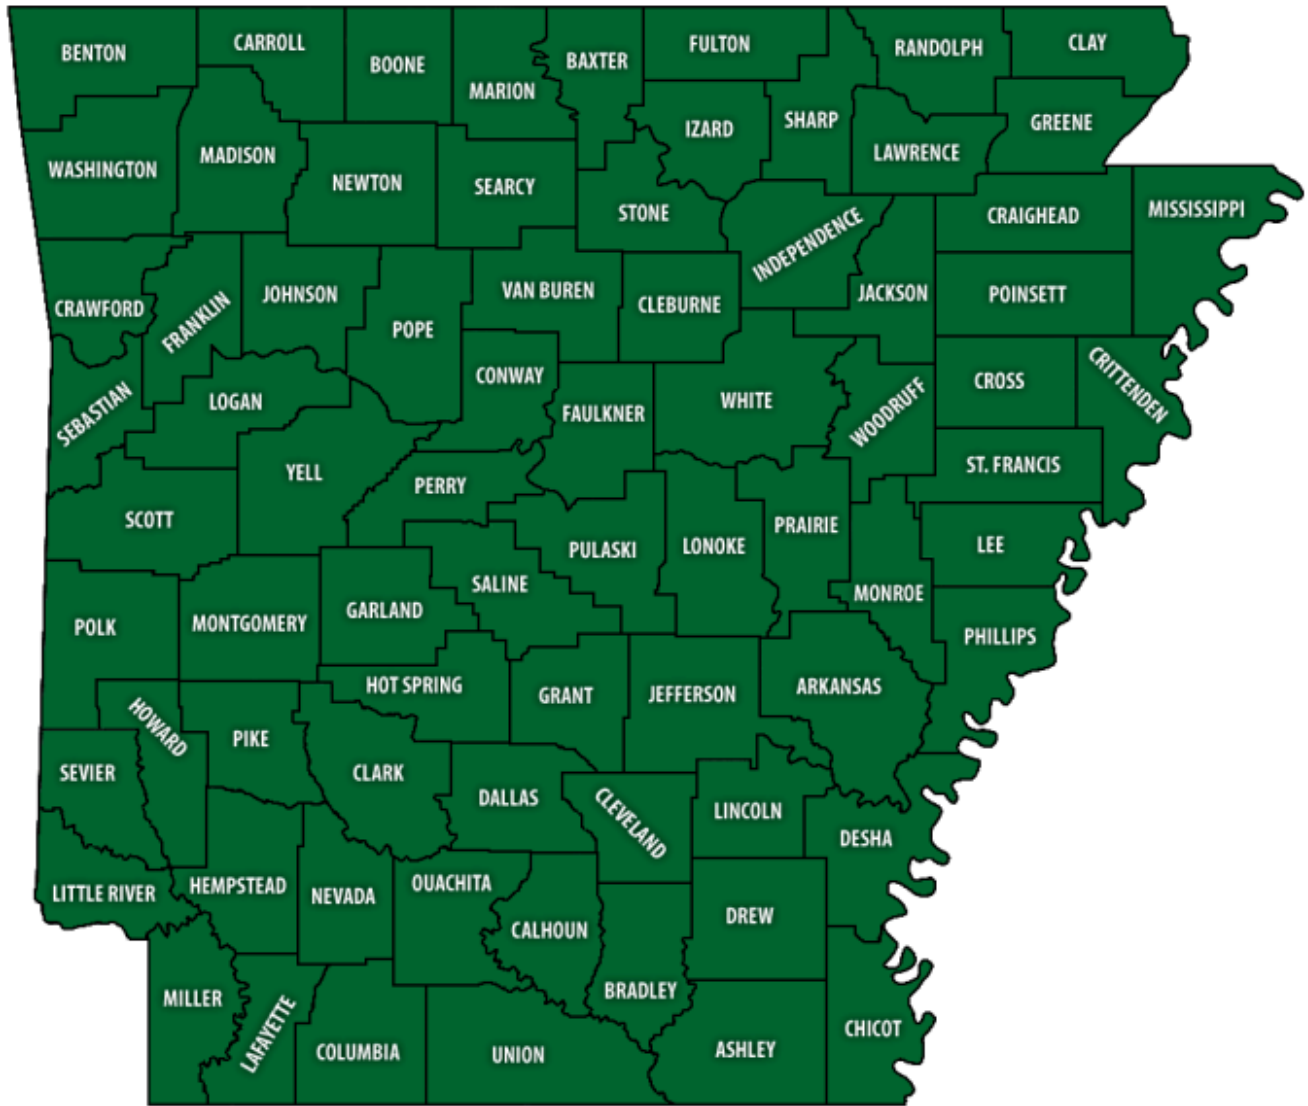 BENTON
CARROLL
BOONE
MARION
BAXTER
FULTON
RANDOLPH
CLAY
WASHINGTON
MADISON
NEWTON
SEARCY
STONE
IZARD
SHARP
LAWRENCE
GREENE
CRAIGHEAD
MISSISSIPPI
CRAWFORD
FRANKLIN
JOHNSON
POPE
VAN BUREN
CLEBURNE
INDEPENDENCE
JACKSON
POINSETT
SEBASTIAN
LOGAN
CONWAY
FAULKNER
WHITE
WOODRUFF
CROSS
CRITTENDEN
YELL
PERRY
ST. FRANCIS
SCOTT
PULASKI
LONOKE
PRAIRIE
LEE
POLK
MONTGOMERY
GARLAND
SALINE
MONROE
PHILLIPS
HOT SPRING
GRANT
JEFFERSON
ARKANSAS
HOWARD
PIKE
SEVIER
CLARK
DALLAS
CLEVELAND
LINCOLN
DESHA
LITTLE RIVER
HEMPSTEAD
NEVADA
OUACHITA
CALHOUN
DREW
MILLER
LAFAYETTE
COLUMBIA
UNION
BRADLEY
ASHLEY
CHICOT